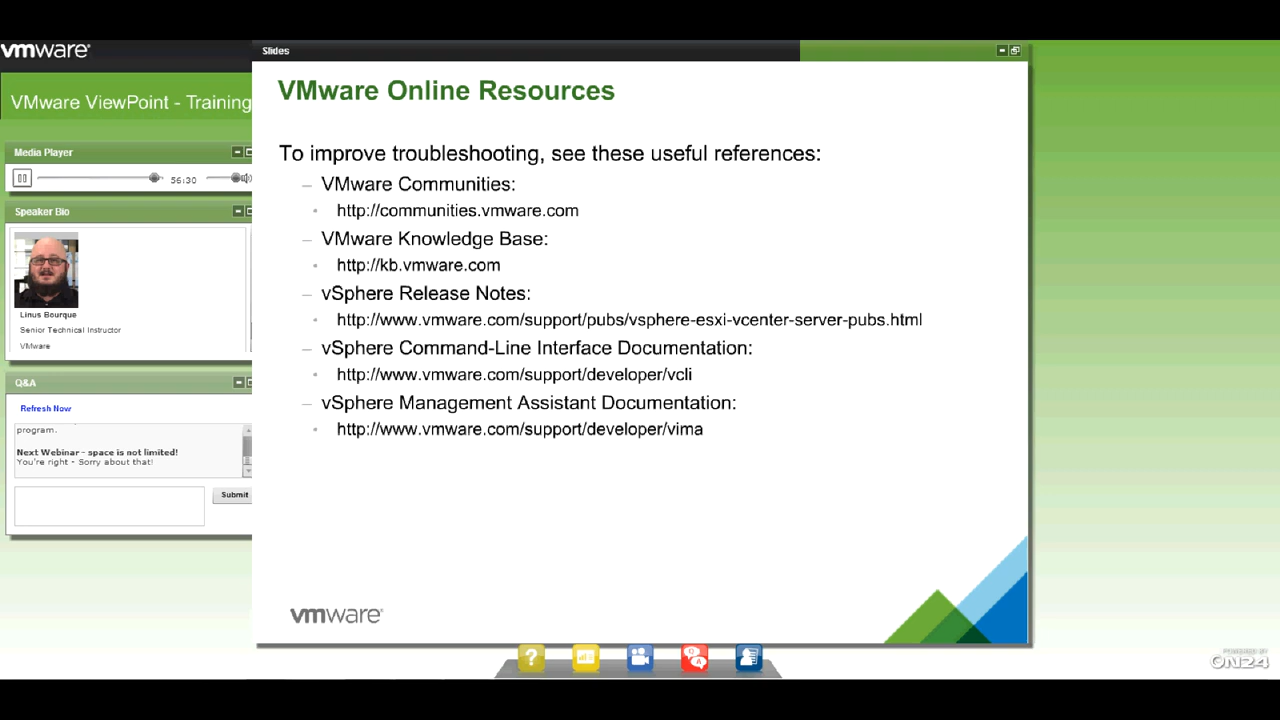 vmware®
Slides
VMware ViewPoint - Training
Media Player
56:30
Speaker Bio
Linus Bourque
Senior Technical Instructor
VMware
Q&A
Refresh Now
program.
Next Webinar - space is not limited!
You're right - Sorry about that!
Submit
VMware Online Resources
To improve troubleshooting, see these useful references:
– VMware Communities:
• http://communities.vmware.com
– VMware Knowledge Base:
• http://kb.vmware.com
– vSphere Release Notes:
• http://www.vmware.com/support/pubs/vsphere-esxi-vcenter-server-pubs.html
– vSphere Command-Line Interface Documentation:
• http://www.vmware.com/support/developer/vcli
– vSphere Management Assistant Documentation:
• http://www.vmware.com/support/developer/vima
vmware®
?
Q A
POWERED BY
ON24